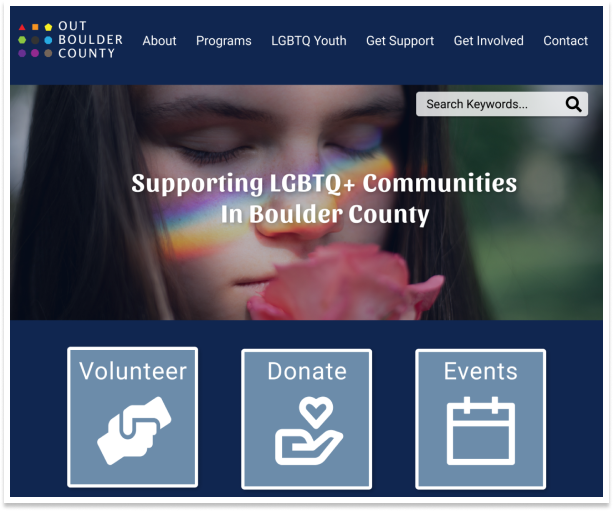 OUT
BOULDER
COUNTY
About Programs LGBTQ Youth Get Support Get Involved Contact
Search Keywords...
Supporting LGBTQ+ Communities
In Boulder County
Volunteer Donate Events